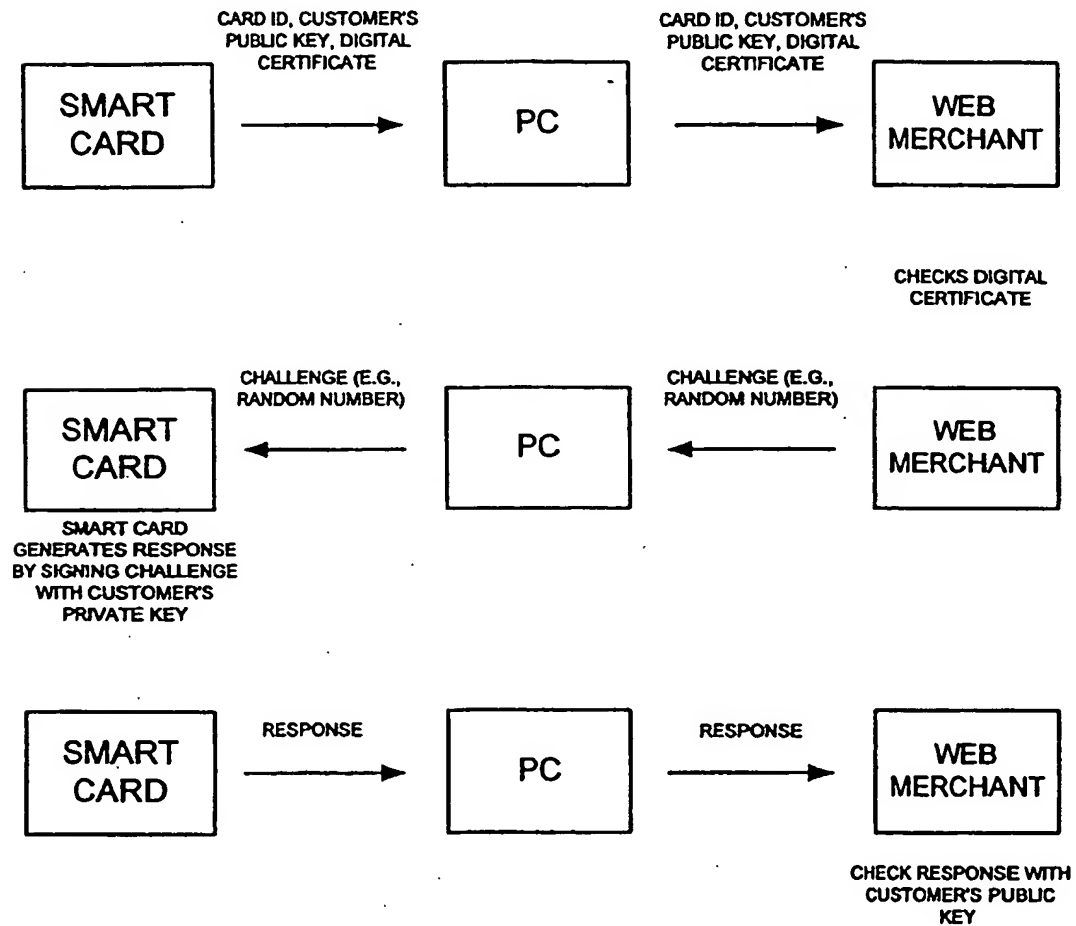 CARD ID, CUSTOMER'S
PUBLIC KEY, DIGITAL
CERTIFICATE
CARD ID, CUSTOMER'S
PUBLIC KEY, DIGITAL
CERTIFICATE
SMART
CARD
PC
WEB
MERCHANT
CHECKS DIGITAL
CERTIFICATE
CHALLENGE (E.G.,
RANDOM NUMBER)
CHALLENGE (E.G.,
RANDOM NUMBER)
SMART
CARD
PC
WEB
MERCHANT
SMART CARD
GENERATES RESPONSE
BY SIGNING CHALLENGE
WITH CUSTOMER'S
PRIVATE KEY
RESPONSE
RESPONSE
SMART
CARD
PC
WEB
MERCHANT
CHECK RESPONSE WITH
CUSTOMER'S PUBLIC
KEY